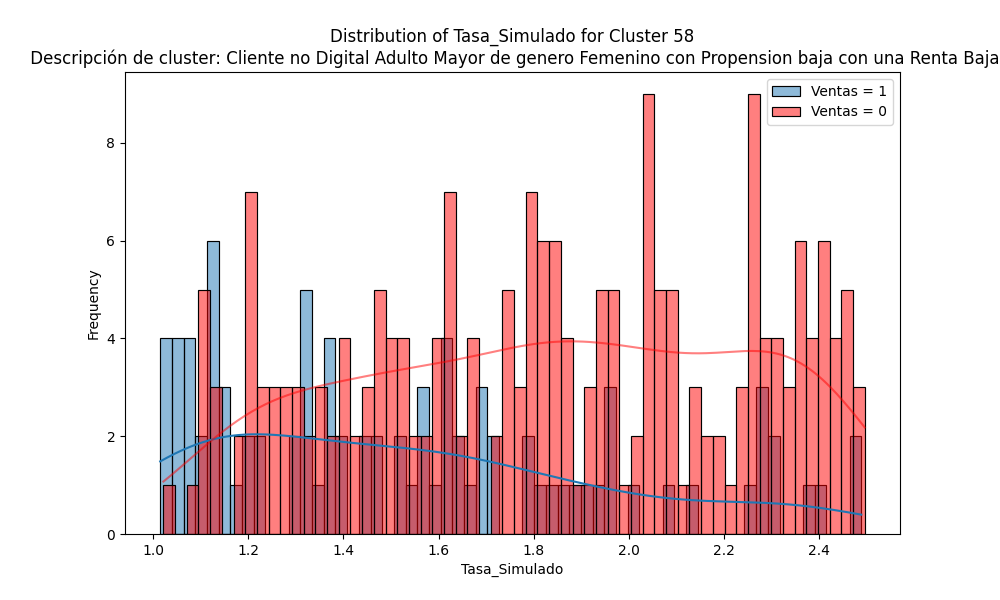 Distribution of Tasa_Simulado for Cluster 58
Descripción de cluster: Cliente no Digital Adulto Mayor de genero Femenino con Propension baja con una Renta Baja
Ventas = 1
Ventas = 0
Frequency
8
6
4
2
0
1.0 1.2 1.4 1.6 1.8 2.0 2.2 2.4
Tasa_Simulado